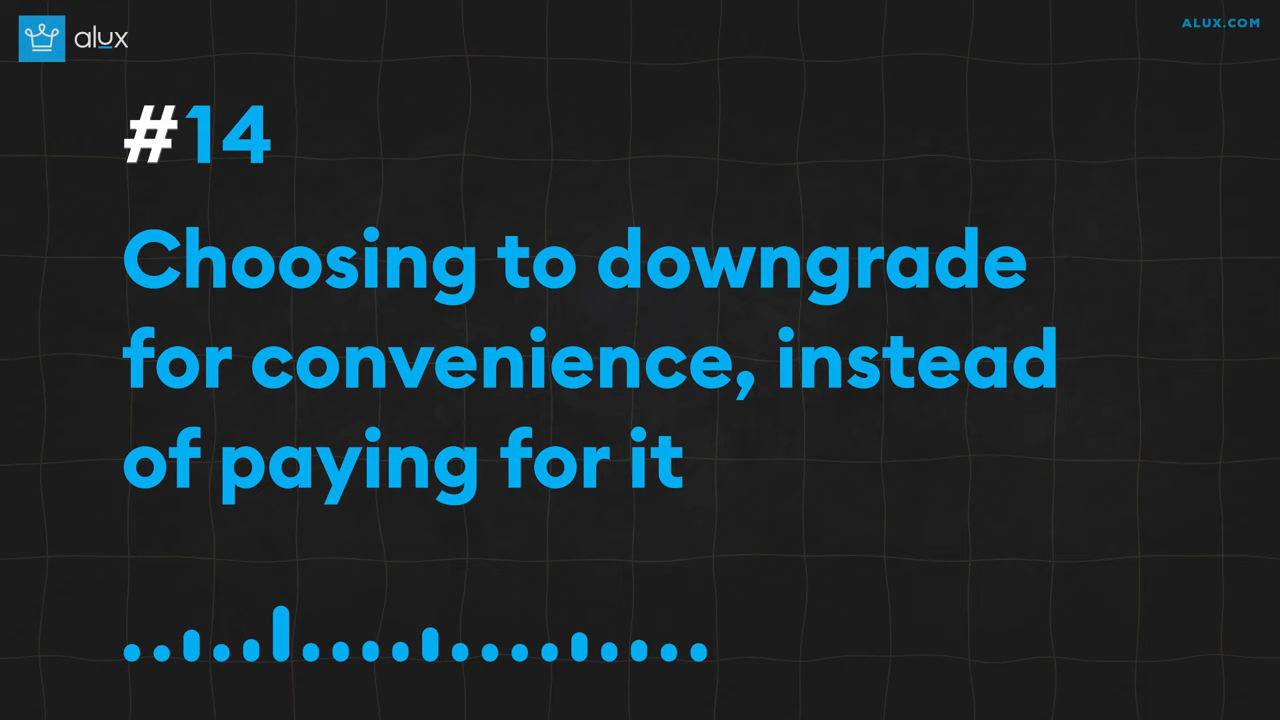 alux
ALUX.COM
#14
Choosing to downgrade
for convenience, instead
of paying for it